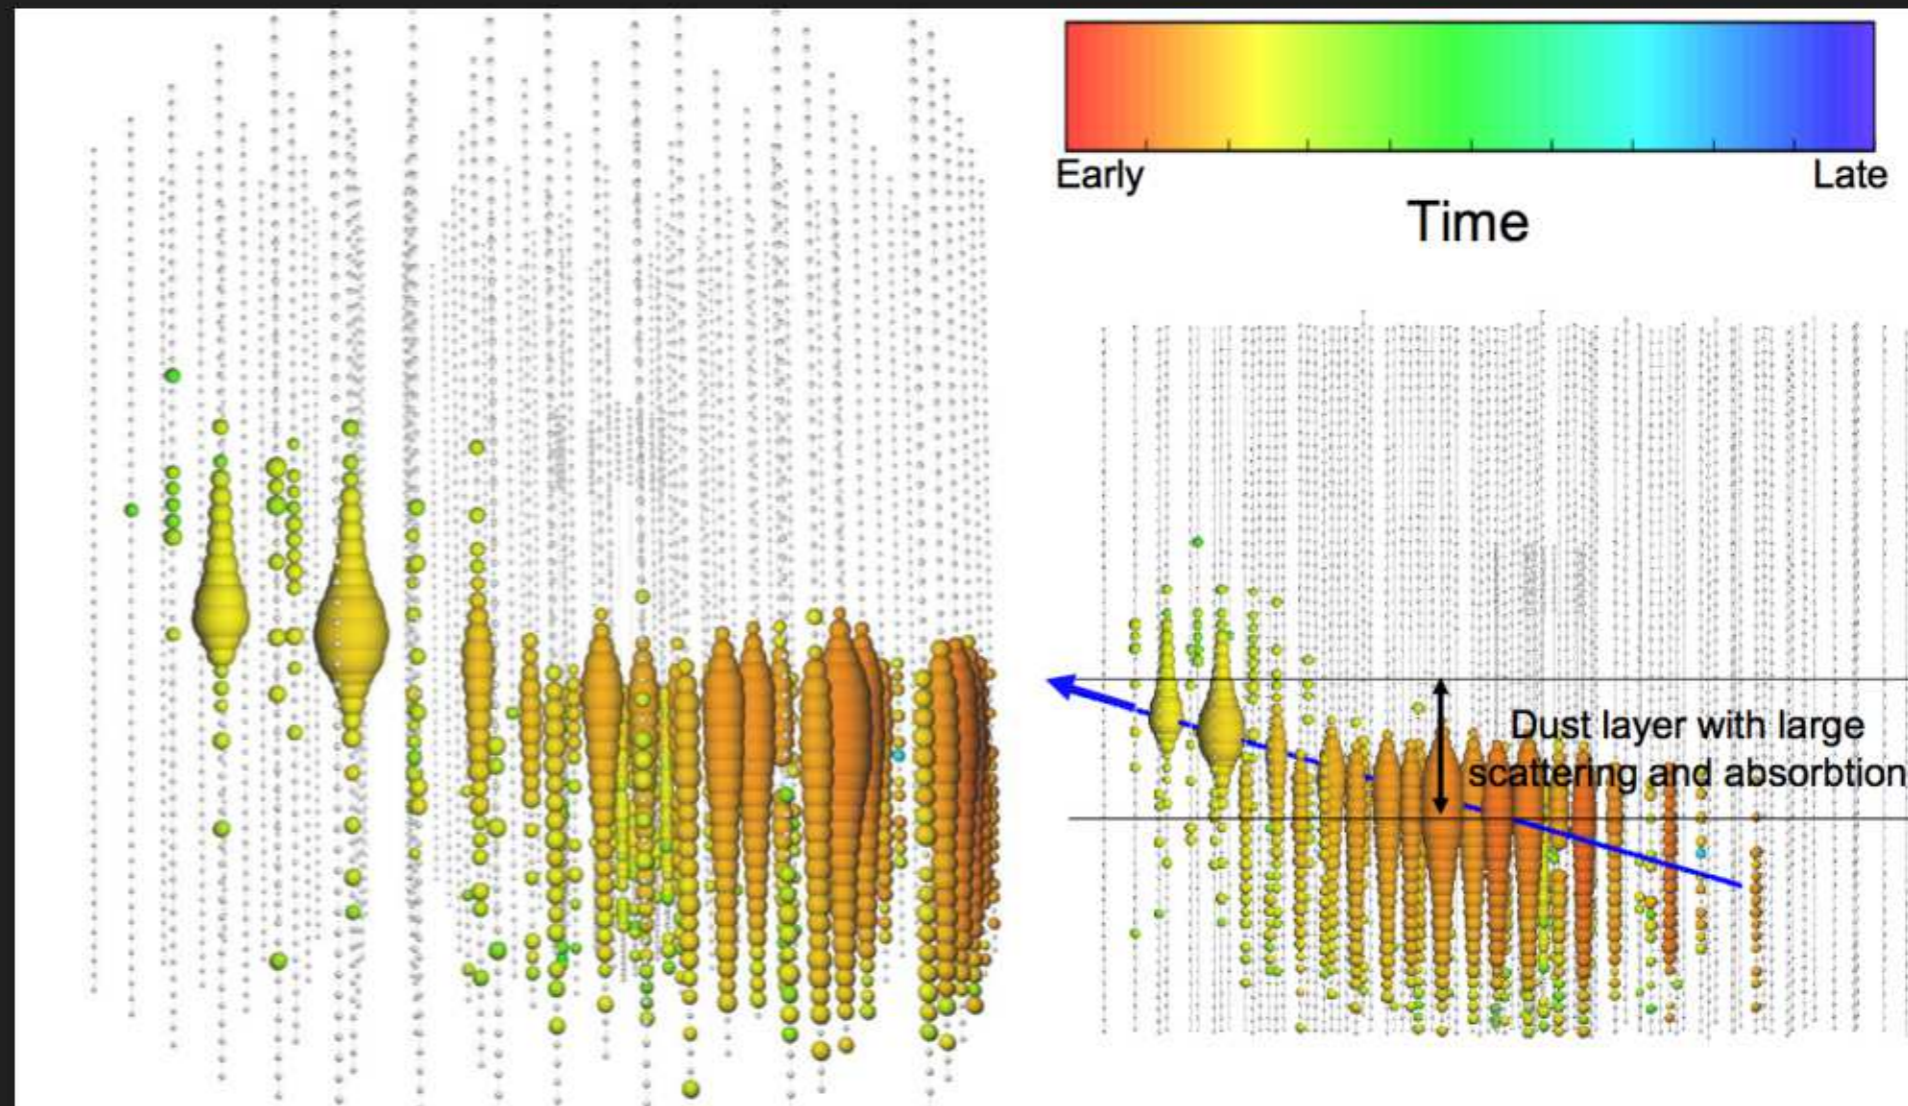 Early
Late
Time
Dust layer with large
scattering and absorbtion